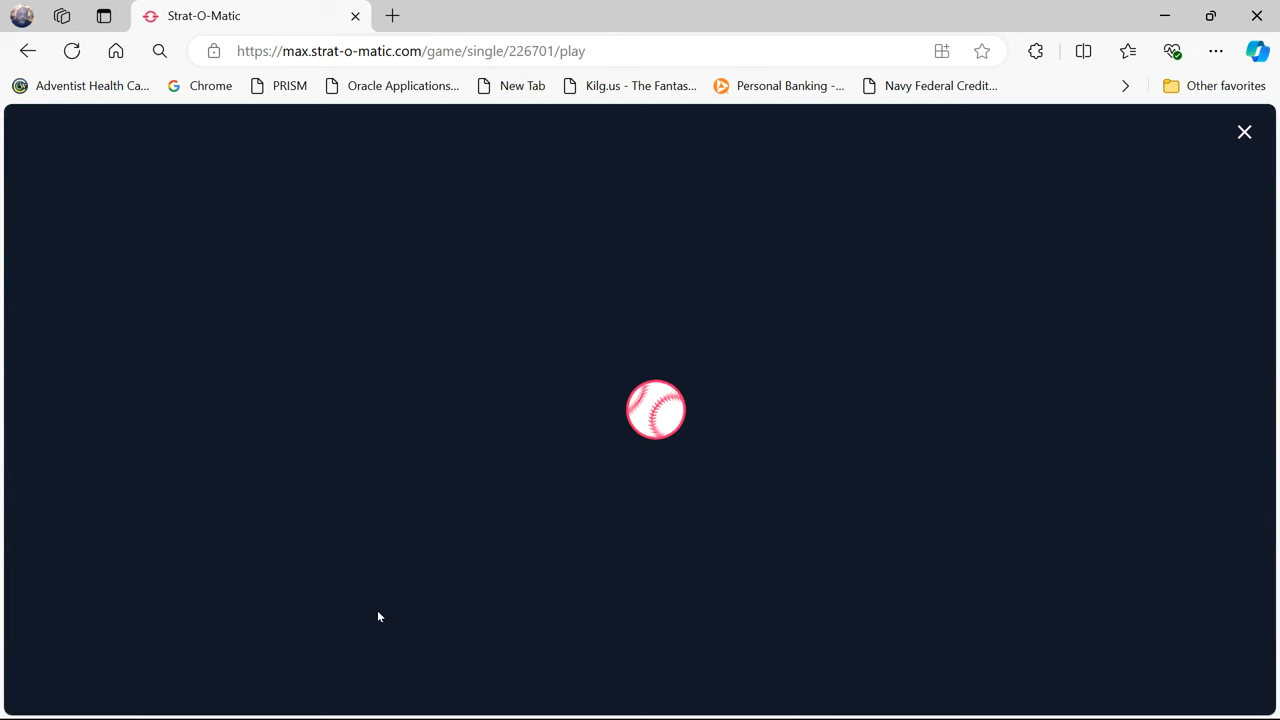 Strat-O-Matic
https://max.strat-o-matic.com/game/single/226701/play
Adventist Health Ca... Chrome PRISM Oracle Applications... New Tab Kilg.us - The Fantas... Personal Banking -... Navy Federal Credit... Other favorites